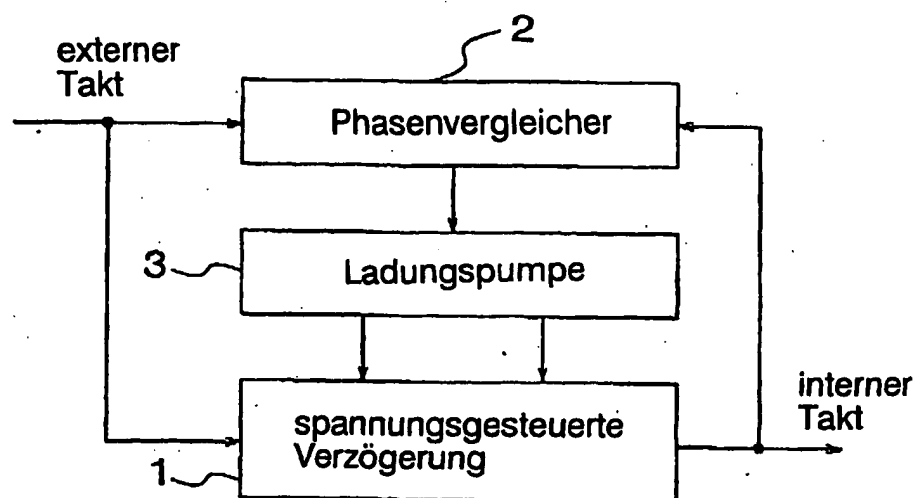 2
externer
Takt
Phasenvergleicher
3
Ladungspumpe
interner
Takt
spannungsgesteuerte
Verzögerung
1